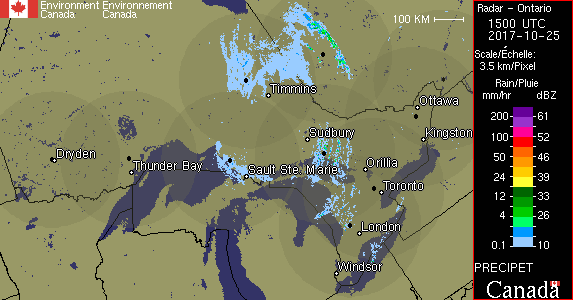 Environment Environnement
Canada Canada
100 KM
Timmins
Ottawa
Sudbury
Kingston
Dryden
Thunder Bay
Sault Ste. Marie
Orillia
Toronto
London
Windsor
Radar - Ontario
1500 UTC
2017-10-25
Scale/Échelle:
3.5 km/Pixel
Rain/Pluie
mm/hr dBZ
200 61
100 52
50 46
24 39
12 33
4 26
0.1 10
PRECIPET
Canada